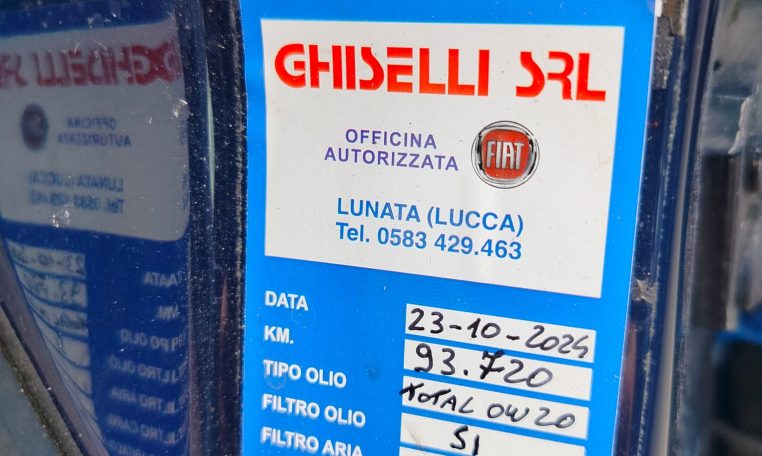 GHISELLI SRL
OFFICINA
AUTORIZZATA
FIAT
LUNATA (LUCCA)
Tel. 0583 429.463
DATA 23-10-2024
KM. 93.720
TIPO OLIO TOTAL 0W20
FILTRO OLIO SI
FILTRO ARIA